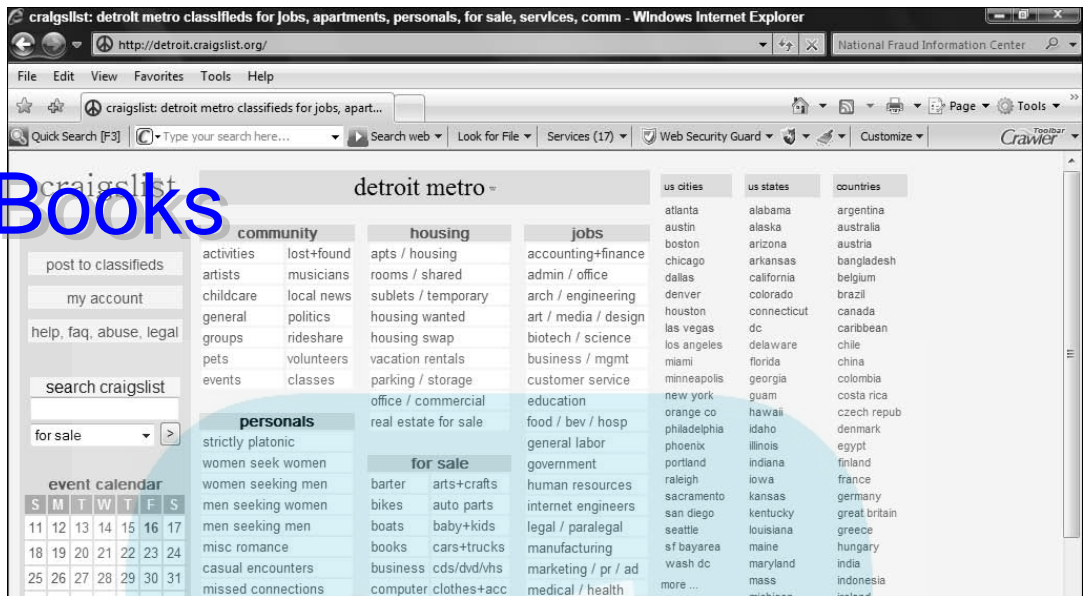 craigslist: detroit metro classifieds for jobs, apartments, personals, for sale, services, comm - Windows Internet Explorer
http://detroit.craigslist.org/
National Fraud Information Center
File Edit View Favorites Tools Help
craigslist: detroit metro classifieds for jobs, apart...
Page Tools
Quick Search [F3]
Type your search here...
Search web
Look for File
Services (17)
Web Security Guard
Customize
Crawler Toolbar
craigslist
Books
post to classifieds
my account
help, faq, abuse, legal
search craigslist
for sale >
event calendar
S M T W T F S
11 12 13 14 15 16 17
18 19 20 21 22 23 24
25 26 27 28 29 30 31
detroit metro w
community
activities lost+found
artists musicians
childcare local news
general politics
groups rideshare
pets volunteers
events classes
personals
strictly platonic
women seek women
women seeking men
men seeking women
men seeking men
misc romance
casual encounters
missed connections
housing
apts / housing
rooms / shared
sublets / temporary
housing wanted
housing swap
vacation rentals
parking / storage
office / commercial
real estate for sale
for sale
barter arts+crafts
bikes auto parts
boats baby+kids
books cars+trucks
business cds/dvd/vhs
computer clothes+acc
jobs
accounting+finance
admin / office
arch / engineering
art / media / design
biotech / science
business / mgmt
customer service
education
food / bev / hosp
general labor
government
human resources
internet engineers
legal / paralegal
manufacturing
marketing / pr / ad
medical / health
us cities
atlanta
austin
boston
chicago
dallas
denver
houston
las vegas
los angeles
miami
minneapolis
new york
orange co
philadelphia
phoenix
portland
raleigh
sacramento
san diego
seattle
sf bayarea
wash dc
more ...
us states
alabama
alaska
arizona
arkansas
california
colorado
connecticut
dc
delaware
florida
georgia
guam
hawaii
idaho
illinois
indiana
iowa
kansas
kentucky
louisiana
maine
maryland
mass
michigan
countries
argentina
australia
austria
bangladesh
belgium
brazil
canada
caribbean
chile
china
colombia
costa rica
czech repub
denmark
egypt
finland
france
germany
great britain
greece
hungary
india
indonesia
ireland